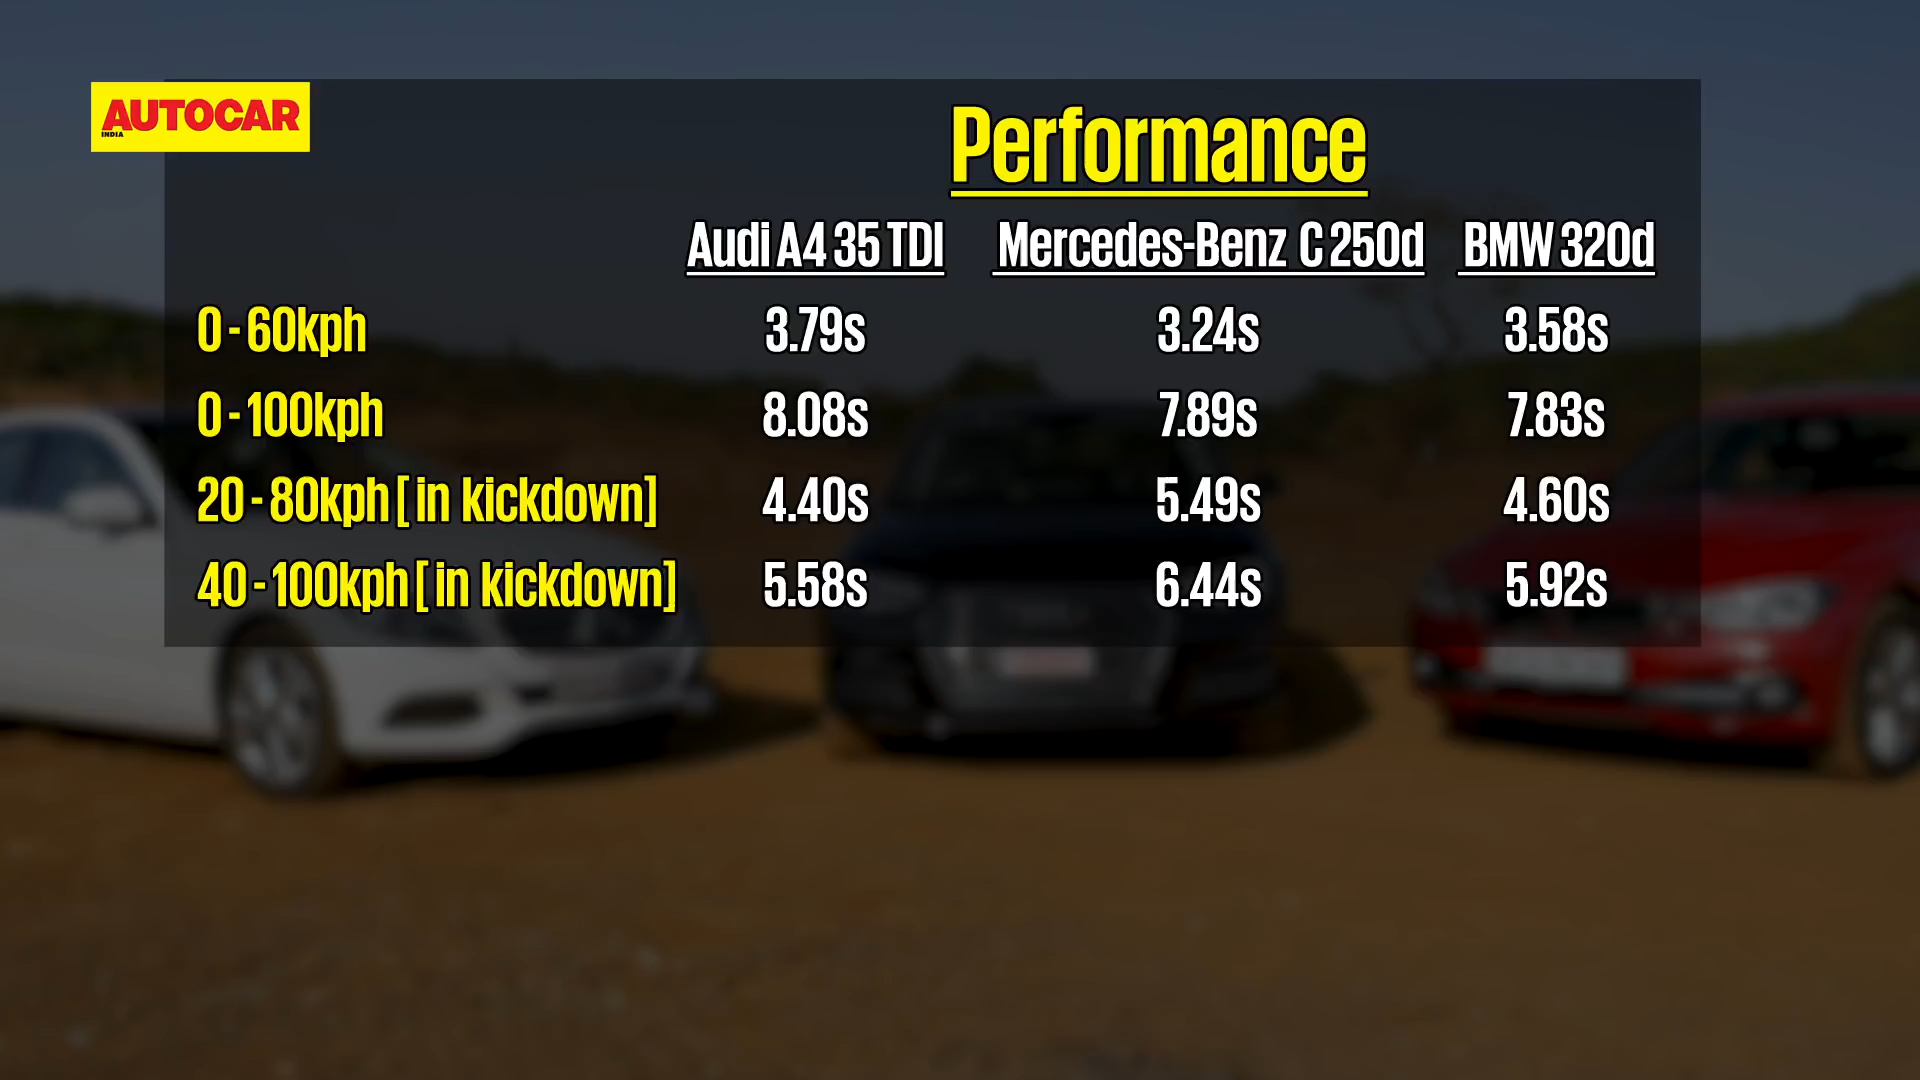 AUTOCAR
INDIA
Performance
Audi A4 35 TDI Mercedes-Benz C 250d BMW 320d
0 - 60kph 3.79s 3.24s 3.58s
0 - 100kph 8.08s 7.89s 7.83s
20 - 80kph [ in kickdown] 4.40s 5.49s 4.60s
40 - 100kph [ in kickdown] 5.58s 6.44s 5.92s